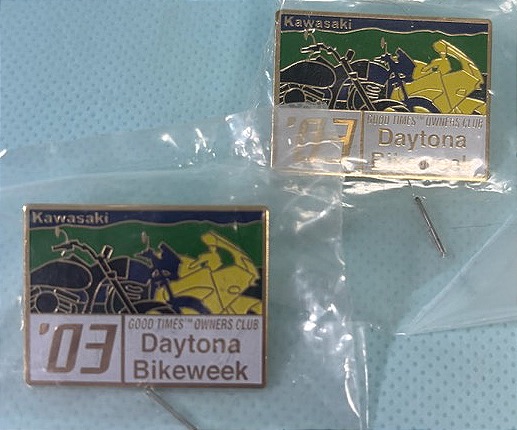 Kawasaki
'03
GOOD TIMES™ OWNERS CLUB
Daytona
Bikeweek
Kawasaki
'03
GOOD TIMES™ OWNERS CLUB
Daytona
Bikeweek